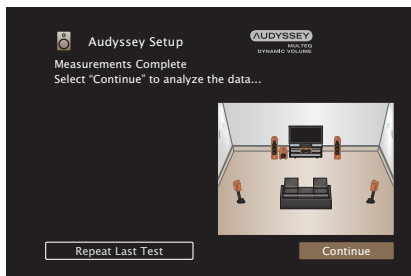 Audyssey Setup
AUDYSSEY
MULTEQ
DYNAMIC VOLUME
Measurements Complete
Select “Continue” to analyze the data...
Repeat Last Test
Continue